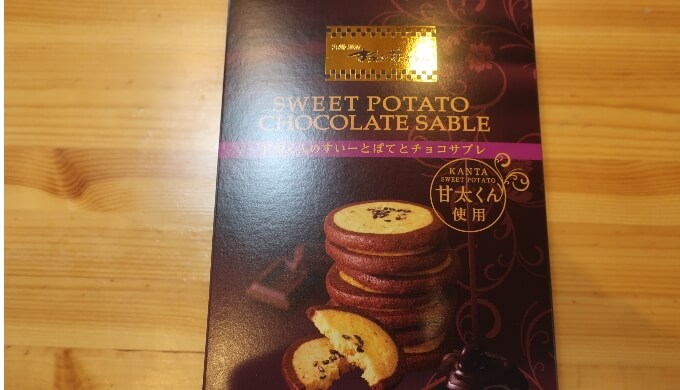 SWEET POTATO
CHOCOLATE SABLE
のすいーとぽてとチョコサブレ
KANTA
SWEET POTATO
甘太くん
使用